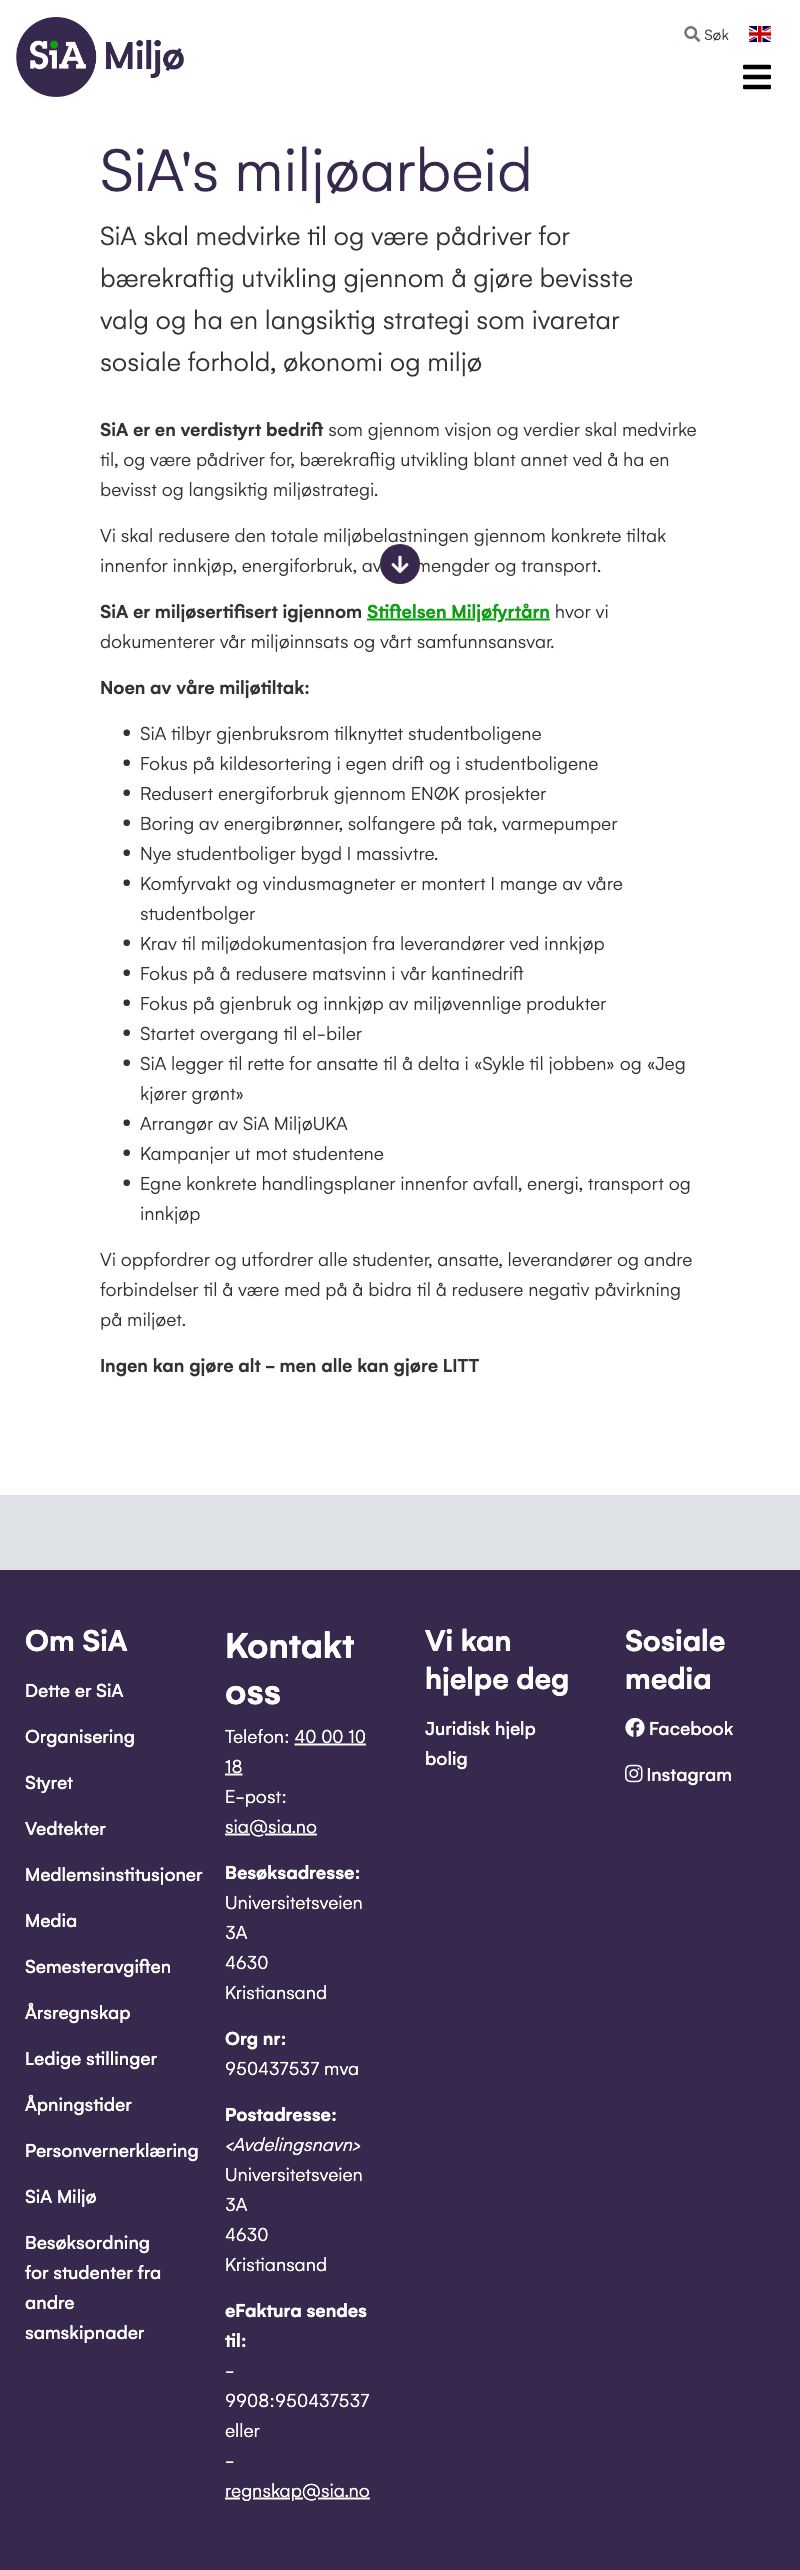 SiA Miljø
Søk
SiA's miljøarbeid
SiA skal medvirke til og være pådriver for
bærekraftig utvikling gjennom å gjøre bevisste
valg og ha en langsiktig strategi som ivaretar
sosiale forhold, økonomi og miljø
SiA er en verdistyrt bedrift som gjennom visjon og verdier skal medvirke
til, og være pådriver for, bærekraftig utvikling blant annet ved å ha en
bevisst og langsiktig miljøstrategi.
Vi skal redusere den totale miljøbelastningen gjennom konkrete tiltak
innenfor innkjøp, energiforbruk, av mengder og transport.
SiA er miljøsertifisert igjennom Stiftelsen Miljøfyrtårn hvor vi
dokumenterer vår miljøinnsats og vårt samfunnsansvar.
Noen av våre miljøtiltak:
• SiA tilbyr gjenbruksrom tilknyttet studentboligene
• Fokus på kildesortering i egen drift og i studentboligene
• Redusert energiforbruk gjennom ENØK prosjekter
• Boring av energibrønner, solfangere på tak, varmepumper
• Nye studentboliger bygd I massivtre.
• Komfyrvakt og vindusmagneter er montert I mange av våre
studentbolger
• Krav til miljødokumentasjon fra leverandører ved innkjøp
• Fokus på å redusere matsvinn i vår kantinedrift
• Fokus på gjenbruk og innkjøp av miljøvennlige produkter
• Startet overgang til el-biler
• SiA legger til rette for ansatte til å delta i «Sykle til jobben» og «Jeg
kjører grønt»
• Arrangør av SiA MiljøUKA
• Kampanjer ut mot studentene
• Egne konkrete handlingsplaner innenfor avfall, energi, transport og
innkjøp
Vi oppfordrer og utfordrer alle studenter, ansatte, leverandører og andre
forbindelser til å være med på å bidra til å redusere negativ påvirkning
på miljøet.
Ingen kan gjøre alt - men alle kan gjøre LITT
Om SiA
Dette er SiA
Organisering
Styret
Vedtekter
Medlemsinstitusjoner
Media
Semesteravgiften
Årsregnskap
Ledige stillinger
Åpningstider
Personvernerklæring
SiA Miljø
Besøksordning
for studenter fra
andre
samskipnader
Kontakt
oss
Telefon: 40 00 10
18
E-post:
sia@sia.no
Besøksadresse:
Universitetsveien
3A
4630
Kristiansand
Org nr:
950437537 mva
Postadresse:
<Avdelingsnavn>
Universitetsveien
3A
4630
Kristiansand
eFaktura sendes
til:
-
9908:950437537
eller
-
regnskap@sia.no
Vi kan
hjelpe deg
Juridisk hjelp
bolig
Sosiale
media
Facebook
Instagram